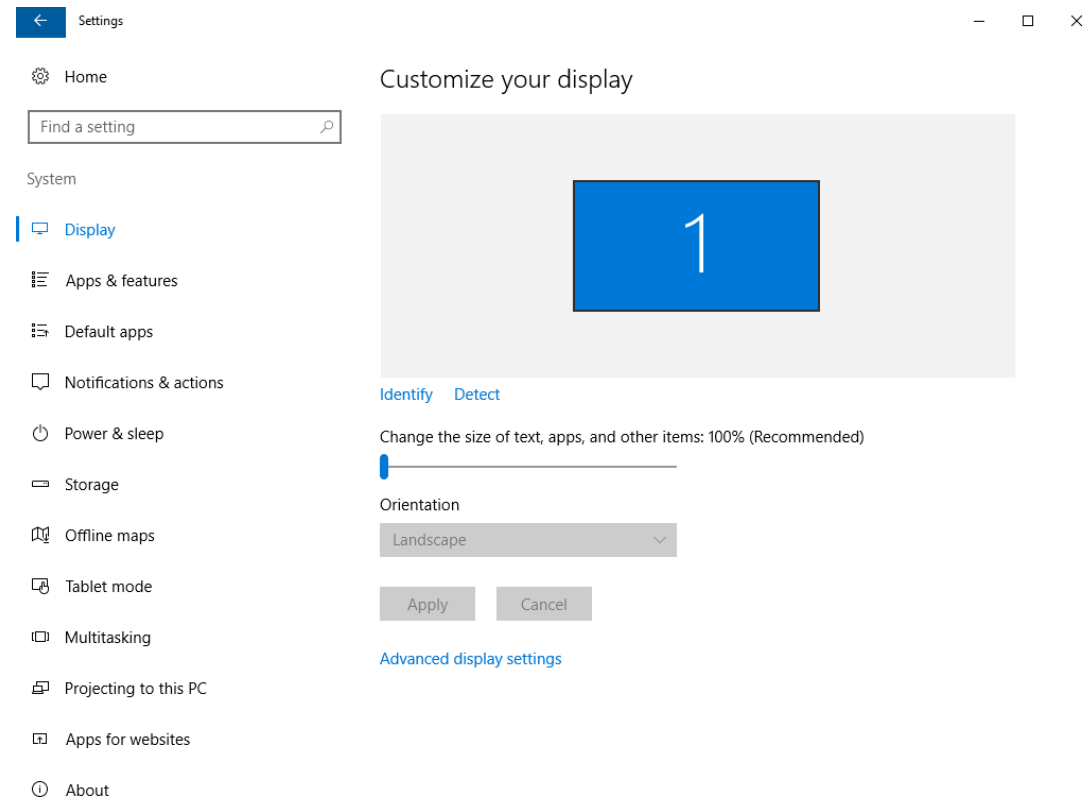 Settings
Home
Find a setting
System
Display
Apps & features
Default apps
Notifications & actions
Power & sleep
Storage
Offline maps
Tablet mode
Multitasking
Projecting to this PC
Apps for websites
About
Customize your display
1
Identify Detect
Change the size of text, apps, and other items: 100% (Recommended)
Orientation
Landscape
Apply Cancel
Advanced display settings